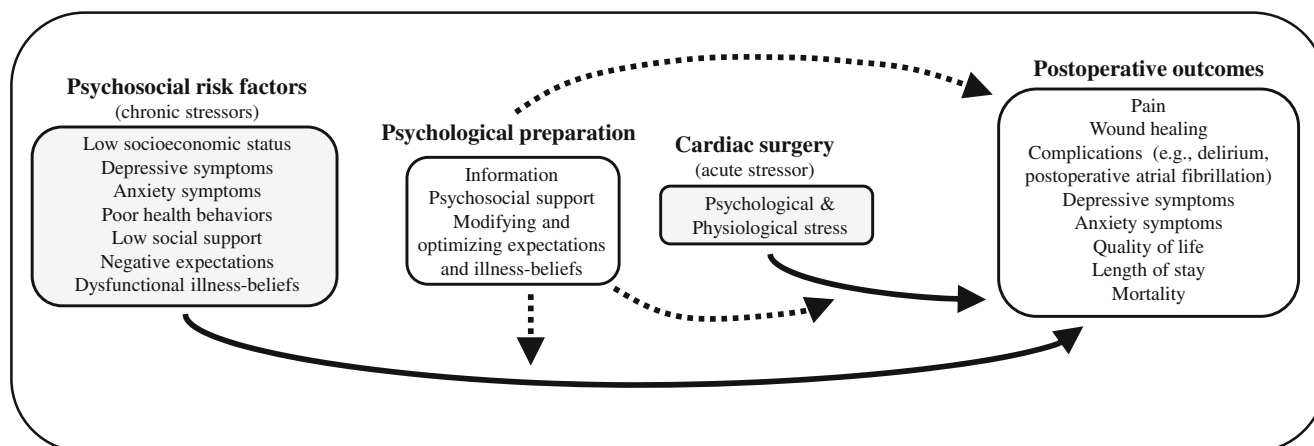 Psychosocial risk factors
(chronic stressors)
Low socioeconomic status
Depressive symptoms
Anxiety symptoms
Poor health behaviors
Low social support
Negative expectations
Dysfunctional illness-beliefs
Psychological preparation
Information
Psychosocial support
Modifying and
optimizing expectations
and illness-beliefs
Cardiac surgery
(acute stressor)
Psychological &
Physiological stress
Postoperative outcomes
Pain
Wound healing
Complications (e.g., delirium,
postoperative atrial fibrillation)
Depressive symptoms
Anxiety symptoms
Quality of life
Length of stay
Mortality